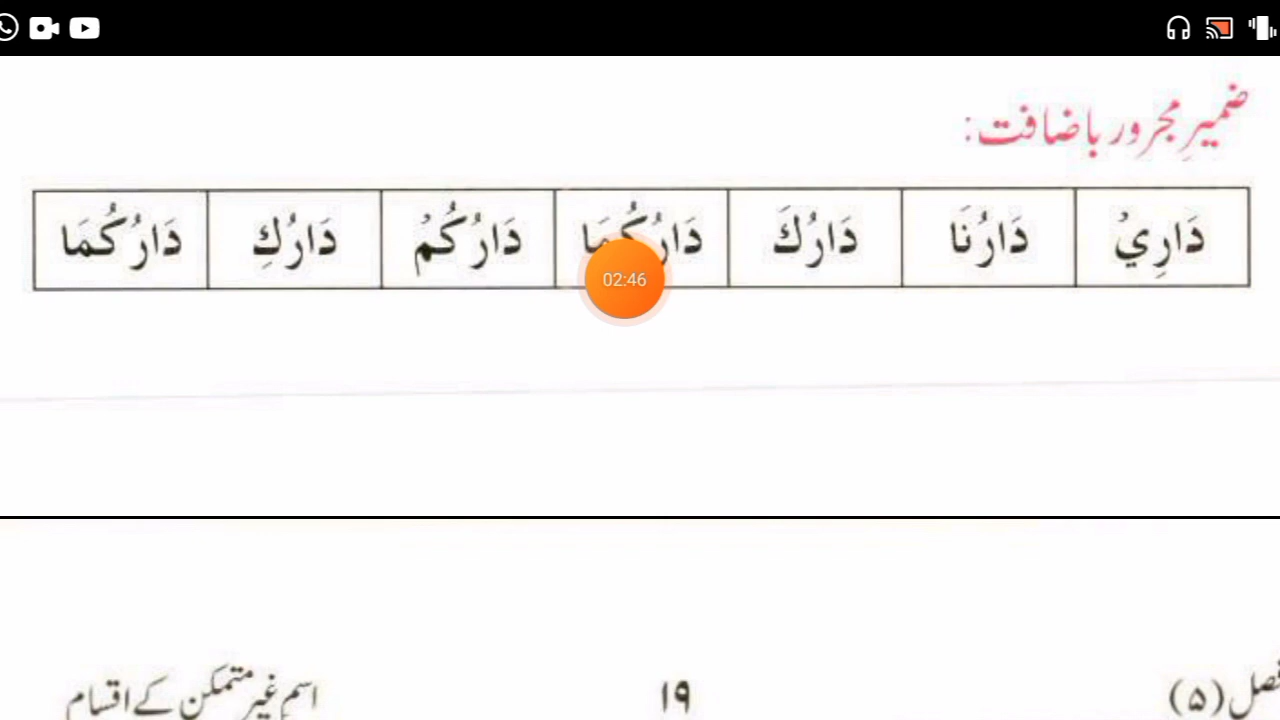 ضمیرِ مجرور باضافت:
دَارِيْ دَارُنَا دَارُكَ دَارُكُمَا دَارُكُمْ دَارُكِ دَارُكُمَا
02:46
فصل (۵) ۱۹ اسمِ غیر متمکن کے اقسام